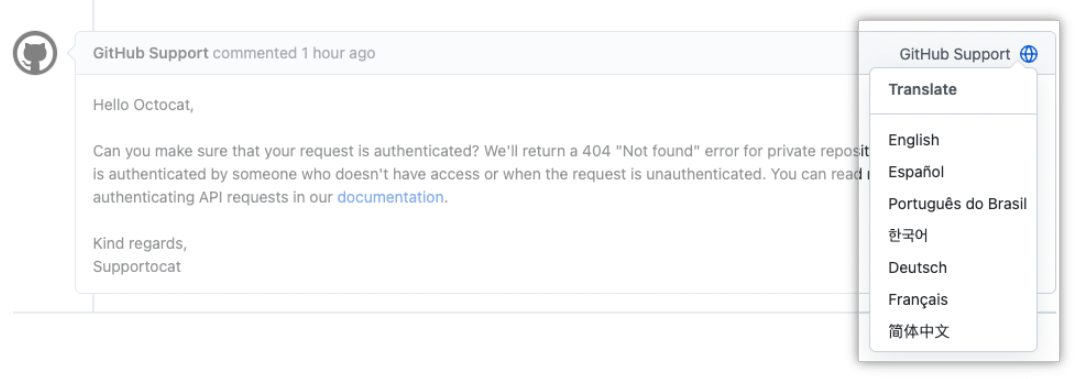 GitHub Support commented 1 hour ago
GitHub Support
Translate
English
Español
Português do Brasil
한국어
Deutsch
Français
简体中文
Hello Octocat,
Can you make sure that your request is authenticated? We'll return a 404 "Not found" error for private
is authenticated by someone who doesn't have access or when the request is unauthenticated. You can read
authenticating API requests in our documentation.
Kind regards,
Supportocat